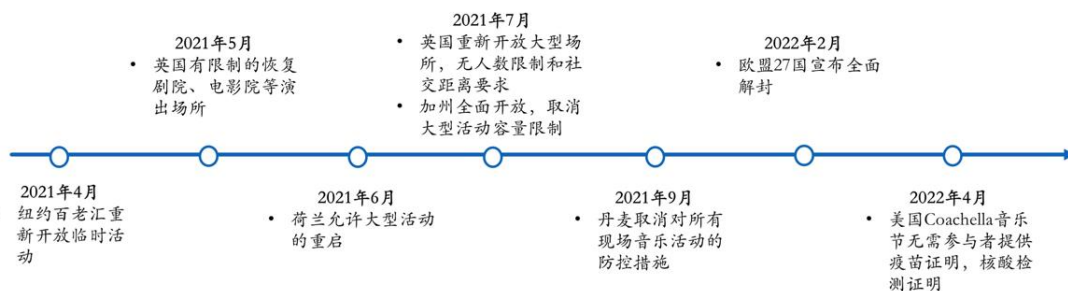 2021年4月
纽约百老汇重
新开放临时活
动
2021年5月
• 英国有限制的恢复
剧院、电影院等演
出场所
2021年6月
• 荷兰允许大型活动
的重启
2021年7月
• 英国重新开放大型场
所，无人数限制和社
交距离要求
• 加州全面开放，取消
大型活动容量限制
2021年9月
• 丹麦取消对所有
现场音乐活动的
防控措施
2022年2月
• 欧盟27国宣布全面
解封
2022年4月
• 美国Coachella音乐
节无需参与者提供
疫苗证明，核酸检
测证明